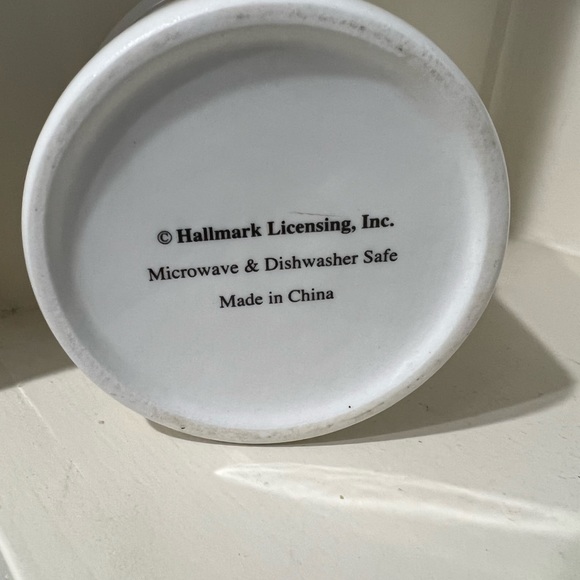 © Hallmark Licensing, Inc.
Microwave & Dishwasher Safe
Made in China